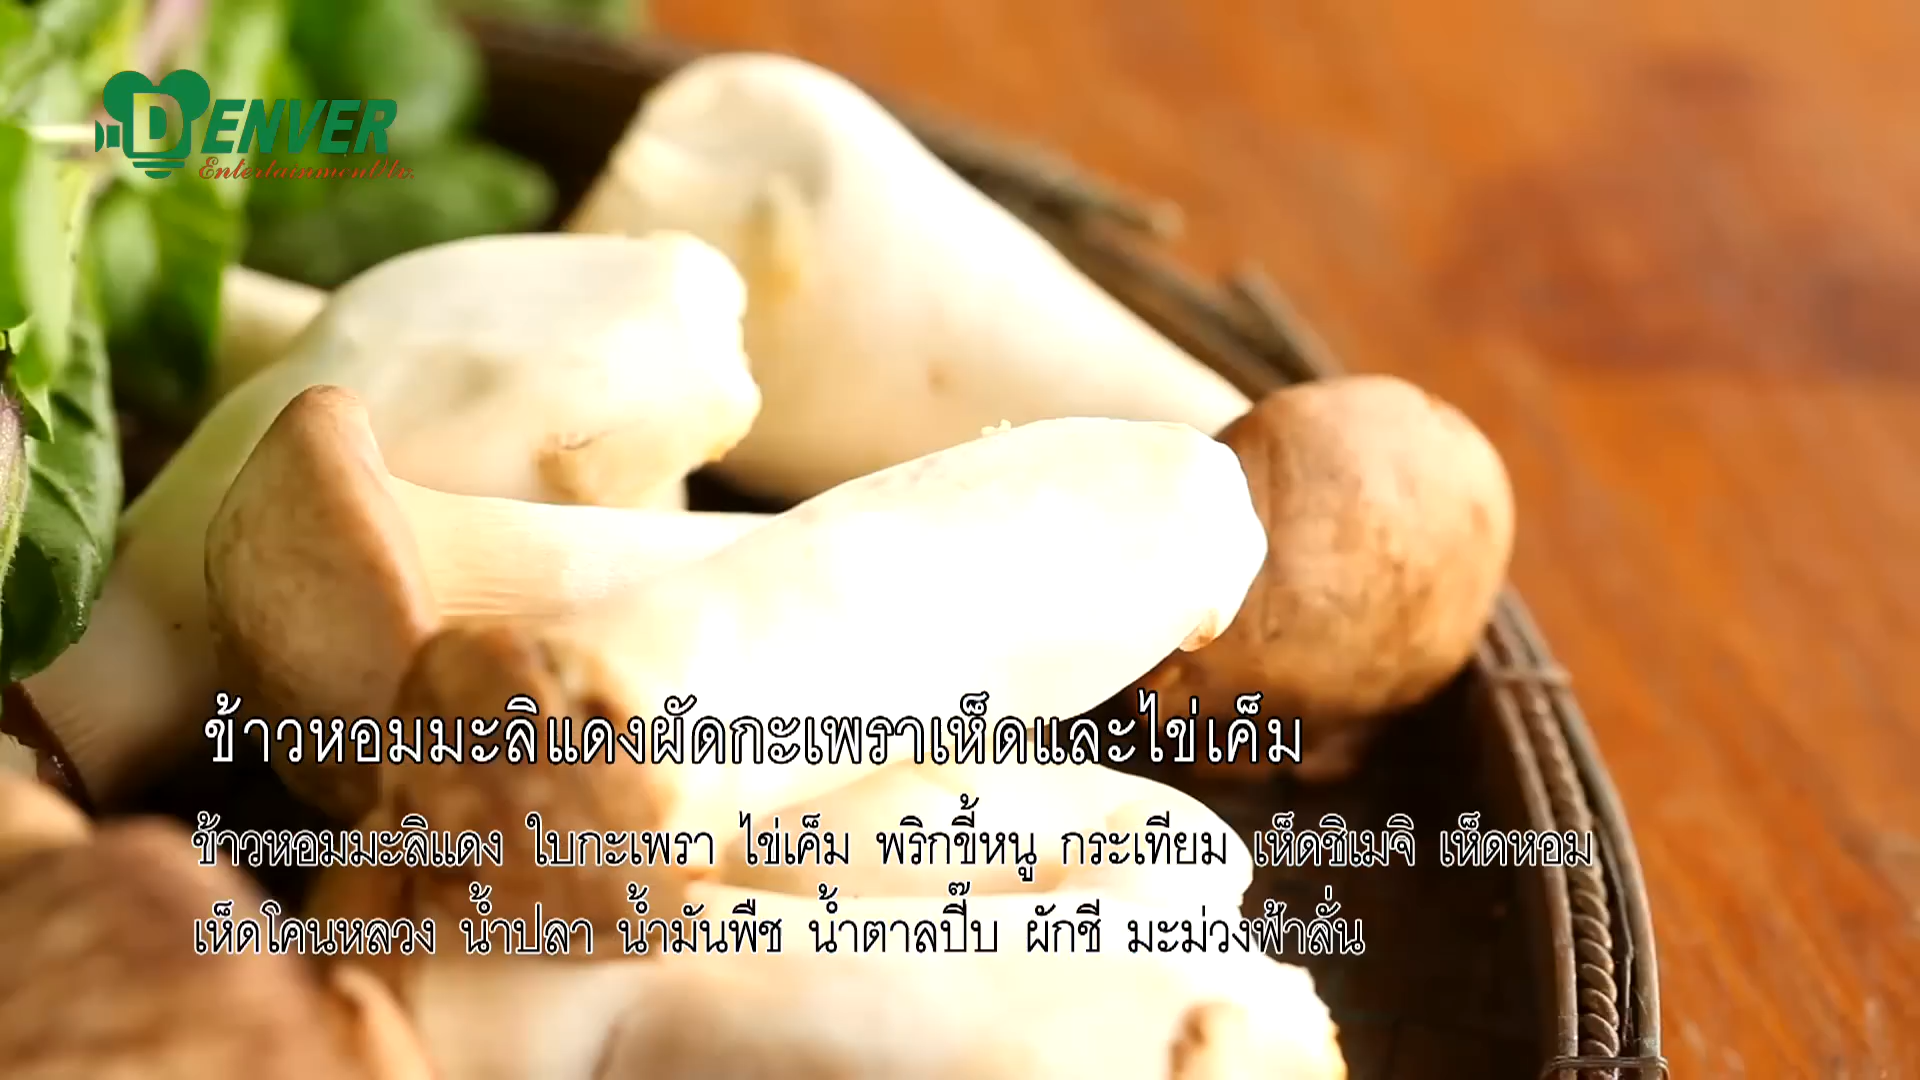 DENVER
Entertainment/tv.
ข้าวหอมมะลิแดงผัดกะเพราเห็ดและไข่เค็ม
ข้าวหอมมะลิแดง ใบกะเพรา ไข่เค็ม พริกขี้หนู กระเทียม เห็ดชิเมจิ เห็ดหอม
เห็ดโคนหลวง น้ำปลา น้ำมันพืช น้ำตาลปี๊บ ผักชี มะม่วงฟ้าลั่น